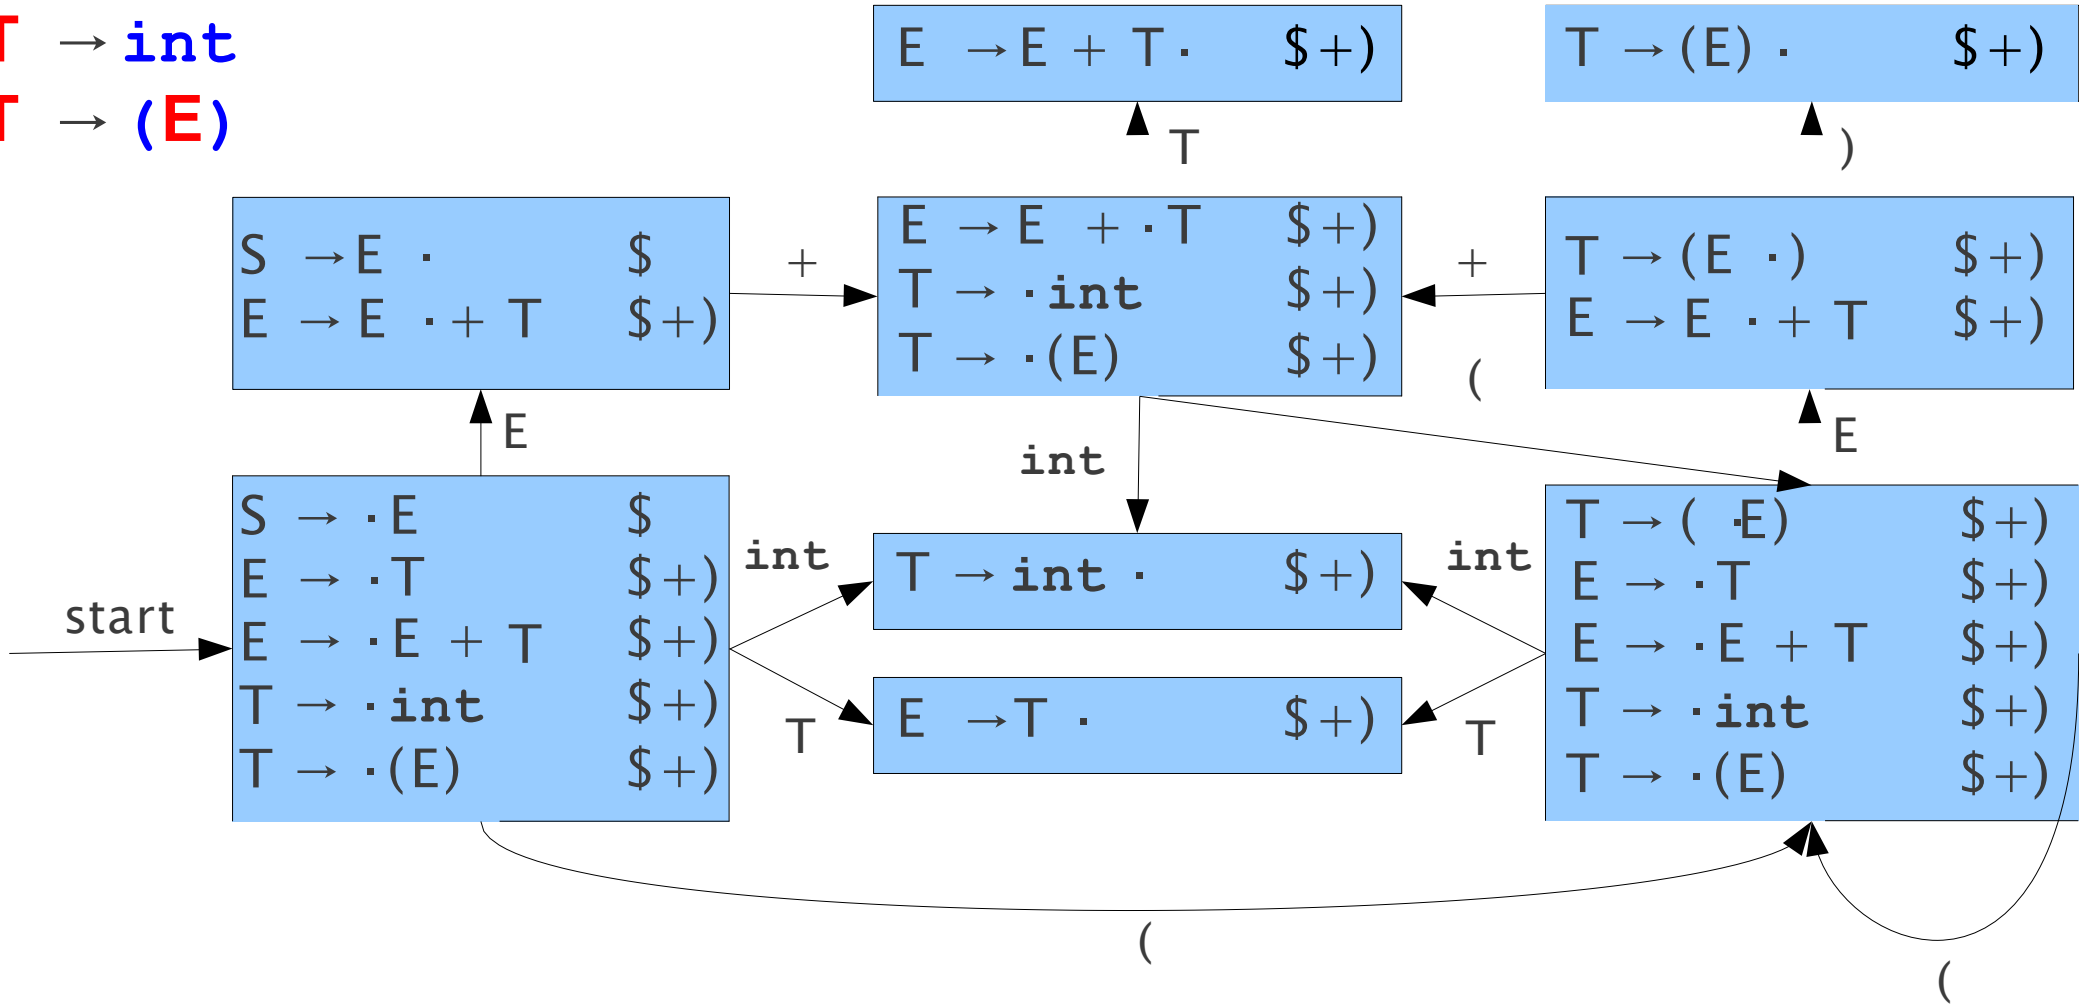 T → int
T → (E)
E → E + T · $+)
T → (E) · $+)
T
)
S → E · $
E → E · + T $+)
+
E → E + · T $+)
T → · int $+)
T → · (E) $+)
+
T → (E · ) $+)
E → E · + T $+)
(
E
int
E
start
S → · E $
E → · T $+)
E → · E + T $+)
T → · int $+)
T → · (E) $+)
int
T
T → int · $+)
E → T · $+)
int
T
T → ( · E) $+)
E → · T $+)
E → · E + T $+)
T → · int $+)
T → · (E) $+)
(
(